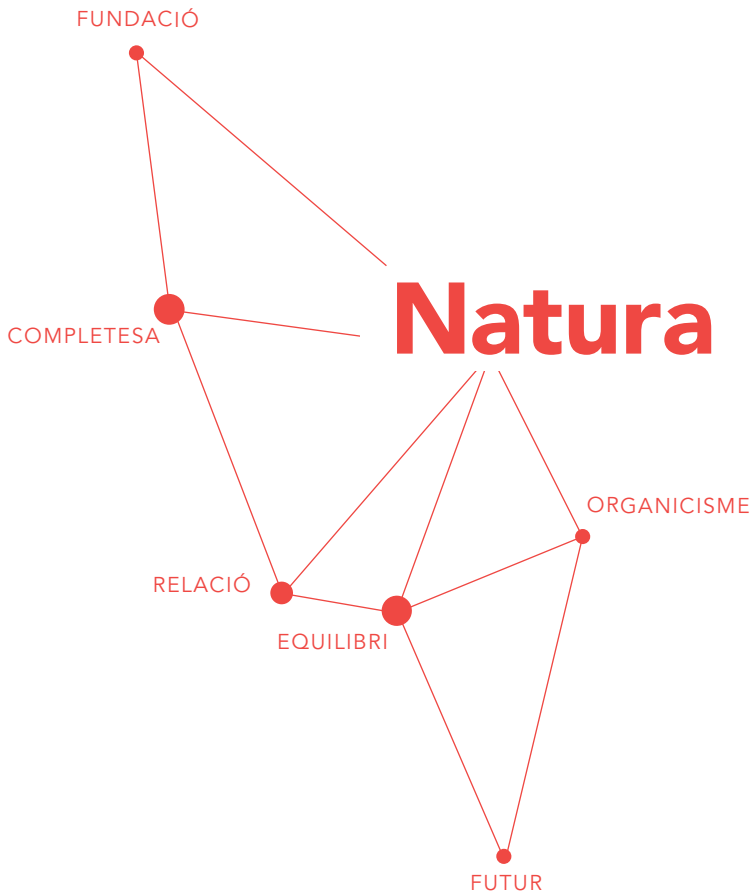 FUNDACIÓ
Natura
COMPLETESA
ORGANICISME
RELACIÓ
EQUILIBRI
FUTUR